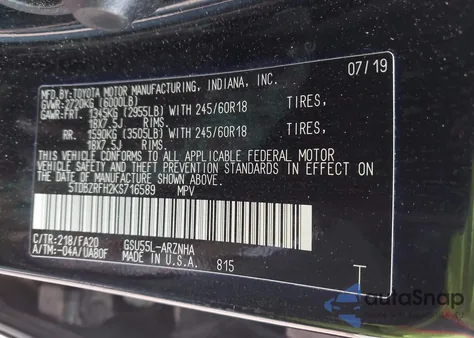 MFD.BY:TOYOTA MOTOR MANUFACTURING, INDIANA, INC. 07/19
GVWR:2720KG (6000LB)
GAWR:FRT. 1345KG (2955LB) WITH 245/60R18 TIRES,
18X7.5J RIMS.
RR. 1590KG (3505LB) WITH 245/60R18 TIRES,
18X7.5J RIMS.
THIS VEHICLE CONFORMS TO ALL APPLICABLE FEDERAL MOTOR
VEHICLE SAFETY AND THEFT PREVENTION STANDARDS IN EFFECT ON
THE DATE OF MANUFACTURE SHOWN ABOVE.
5TDBZRFH2KS716589 MPV
C/TR:218/FA20 GSU55L-ARZNHA
A/TM:-04A/UA80F MADE IN U.S.A. 815
T
autoSnap